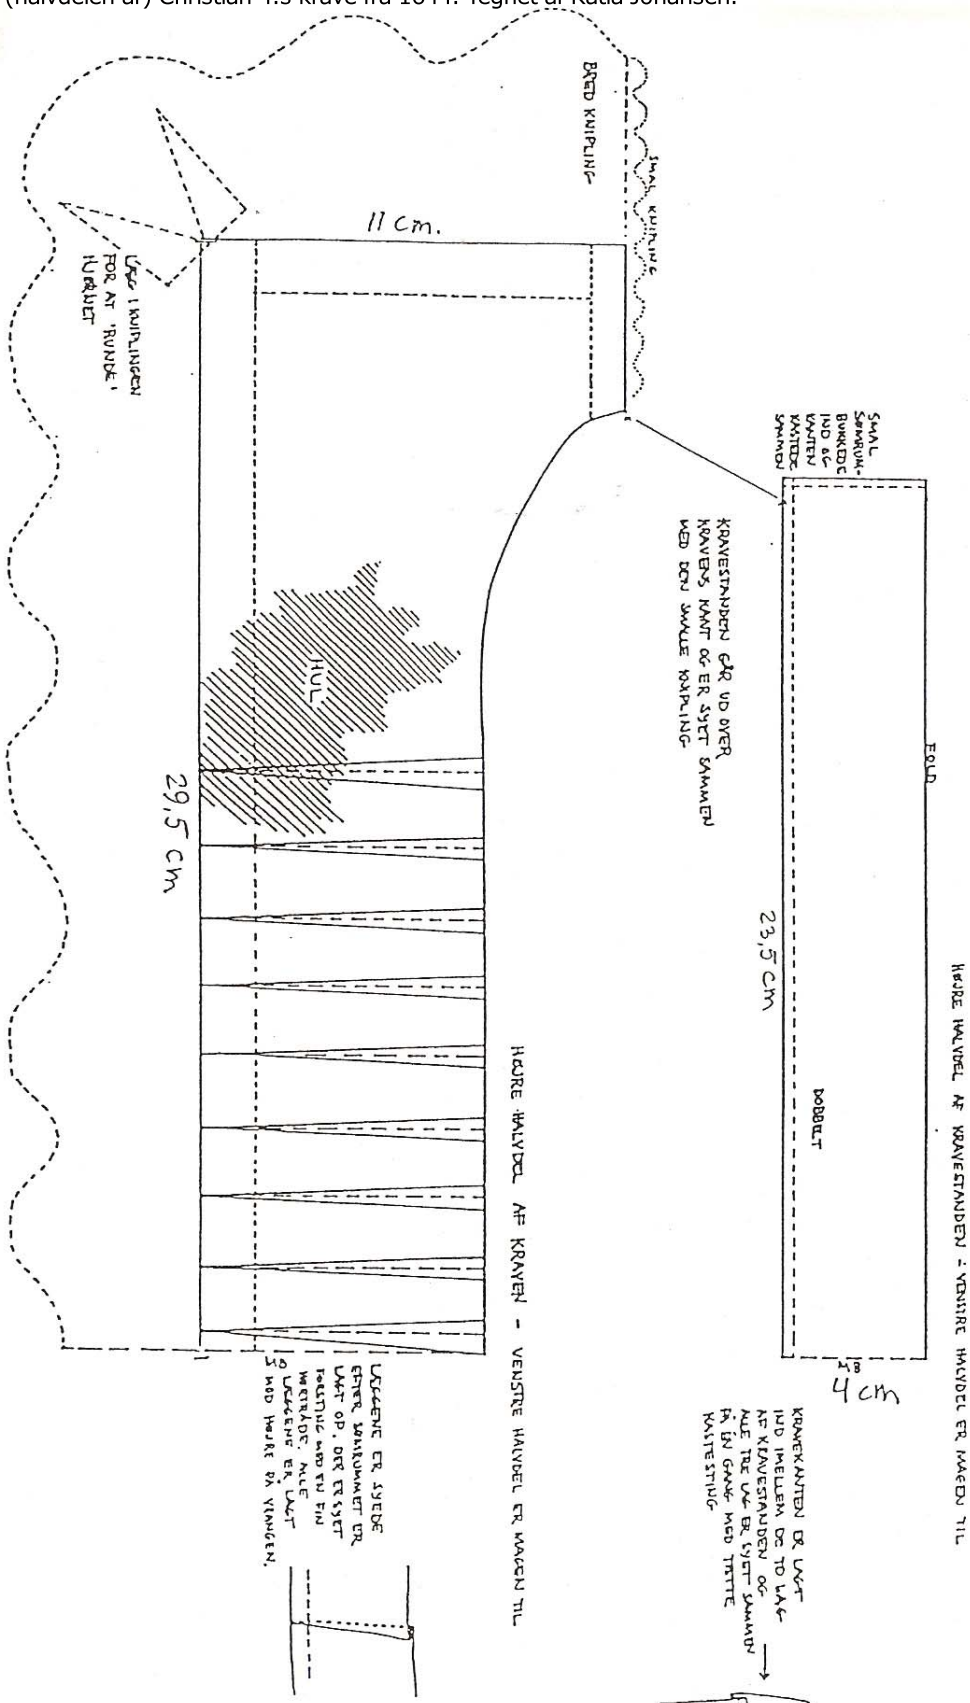 (halvdelen af) Christian 4.s krave fra 1644. Tegnet af Katia Johansen.
BRED KNIPLING
SMAL KNIPLING
11 cm.
LÆG I KNIPLINGEN
FOR AT 'RUNDE'
HJØRNET
SMAL
SØMRUM-
BUKKEDE
IND OG
KANTEN
KASTEDE
SAMMEN
KRAVESTANDEN GÅR UD OVER
KRAVENS KANT OG ER SYET SAMMEN
MED DEN SMALLE KNIPLING
FOLD
HUL
29,5 cm
23,5 cm
DOBBELT
HØJRE HALVDEL AF KRAVESTANDEN - VENSTRE HALVDEL ER MAGEN TIL
HØJRE HALVDEL AF KRAVEN - VENSTRE HALVDEL ER MAGEN TIL
MB
4 cm
LÆGGENE ER SYEDE
EFTER SØMRUMMET ER
LAGT OP. DER ER SYET
FORSTING MED EN FIN
HØRTRÅDE. ALLE
LÆGGENE ER LAGT
MOD HØJRE PÅ VRANGEN.
KRAVEKANTEN ER LAGT
IND IMELLEM DE TO LAG
AF KRAVESTANDEN OG
ALLE TRE LAG ER SYET SAMMEN
PÅ EN GANG MED TÆTTE
KASTESTING